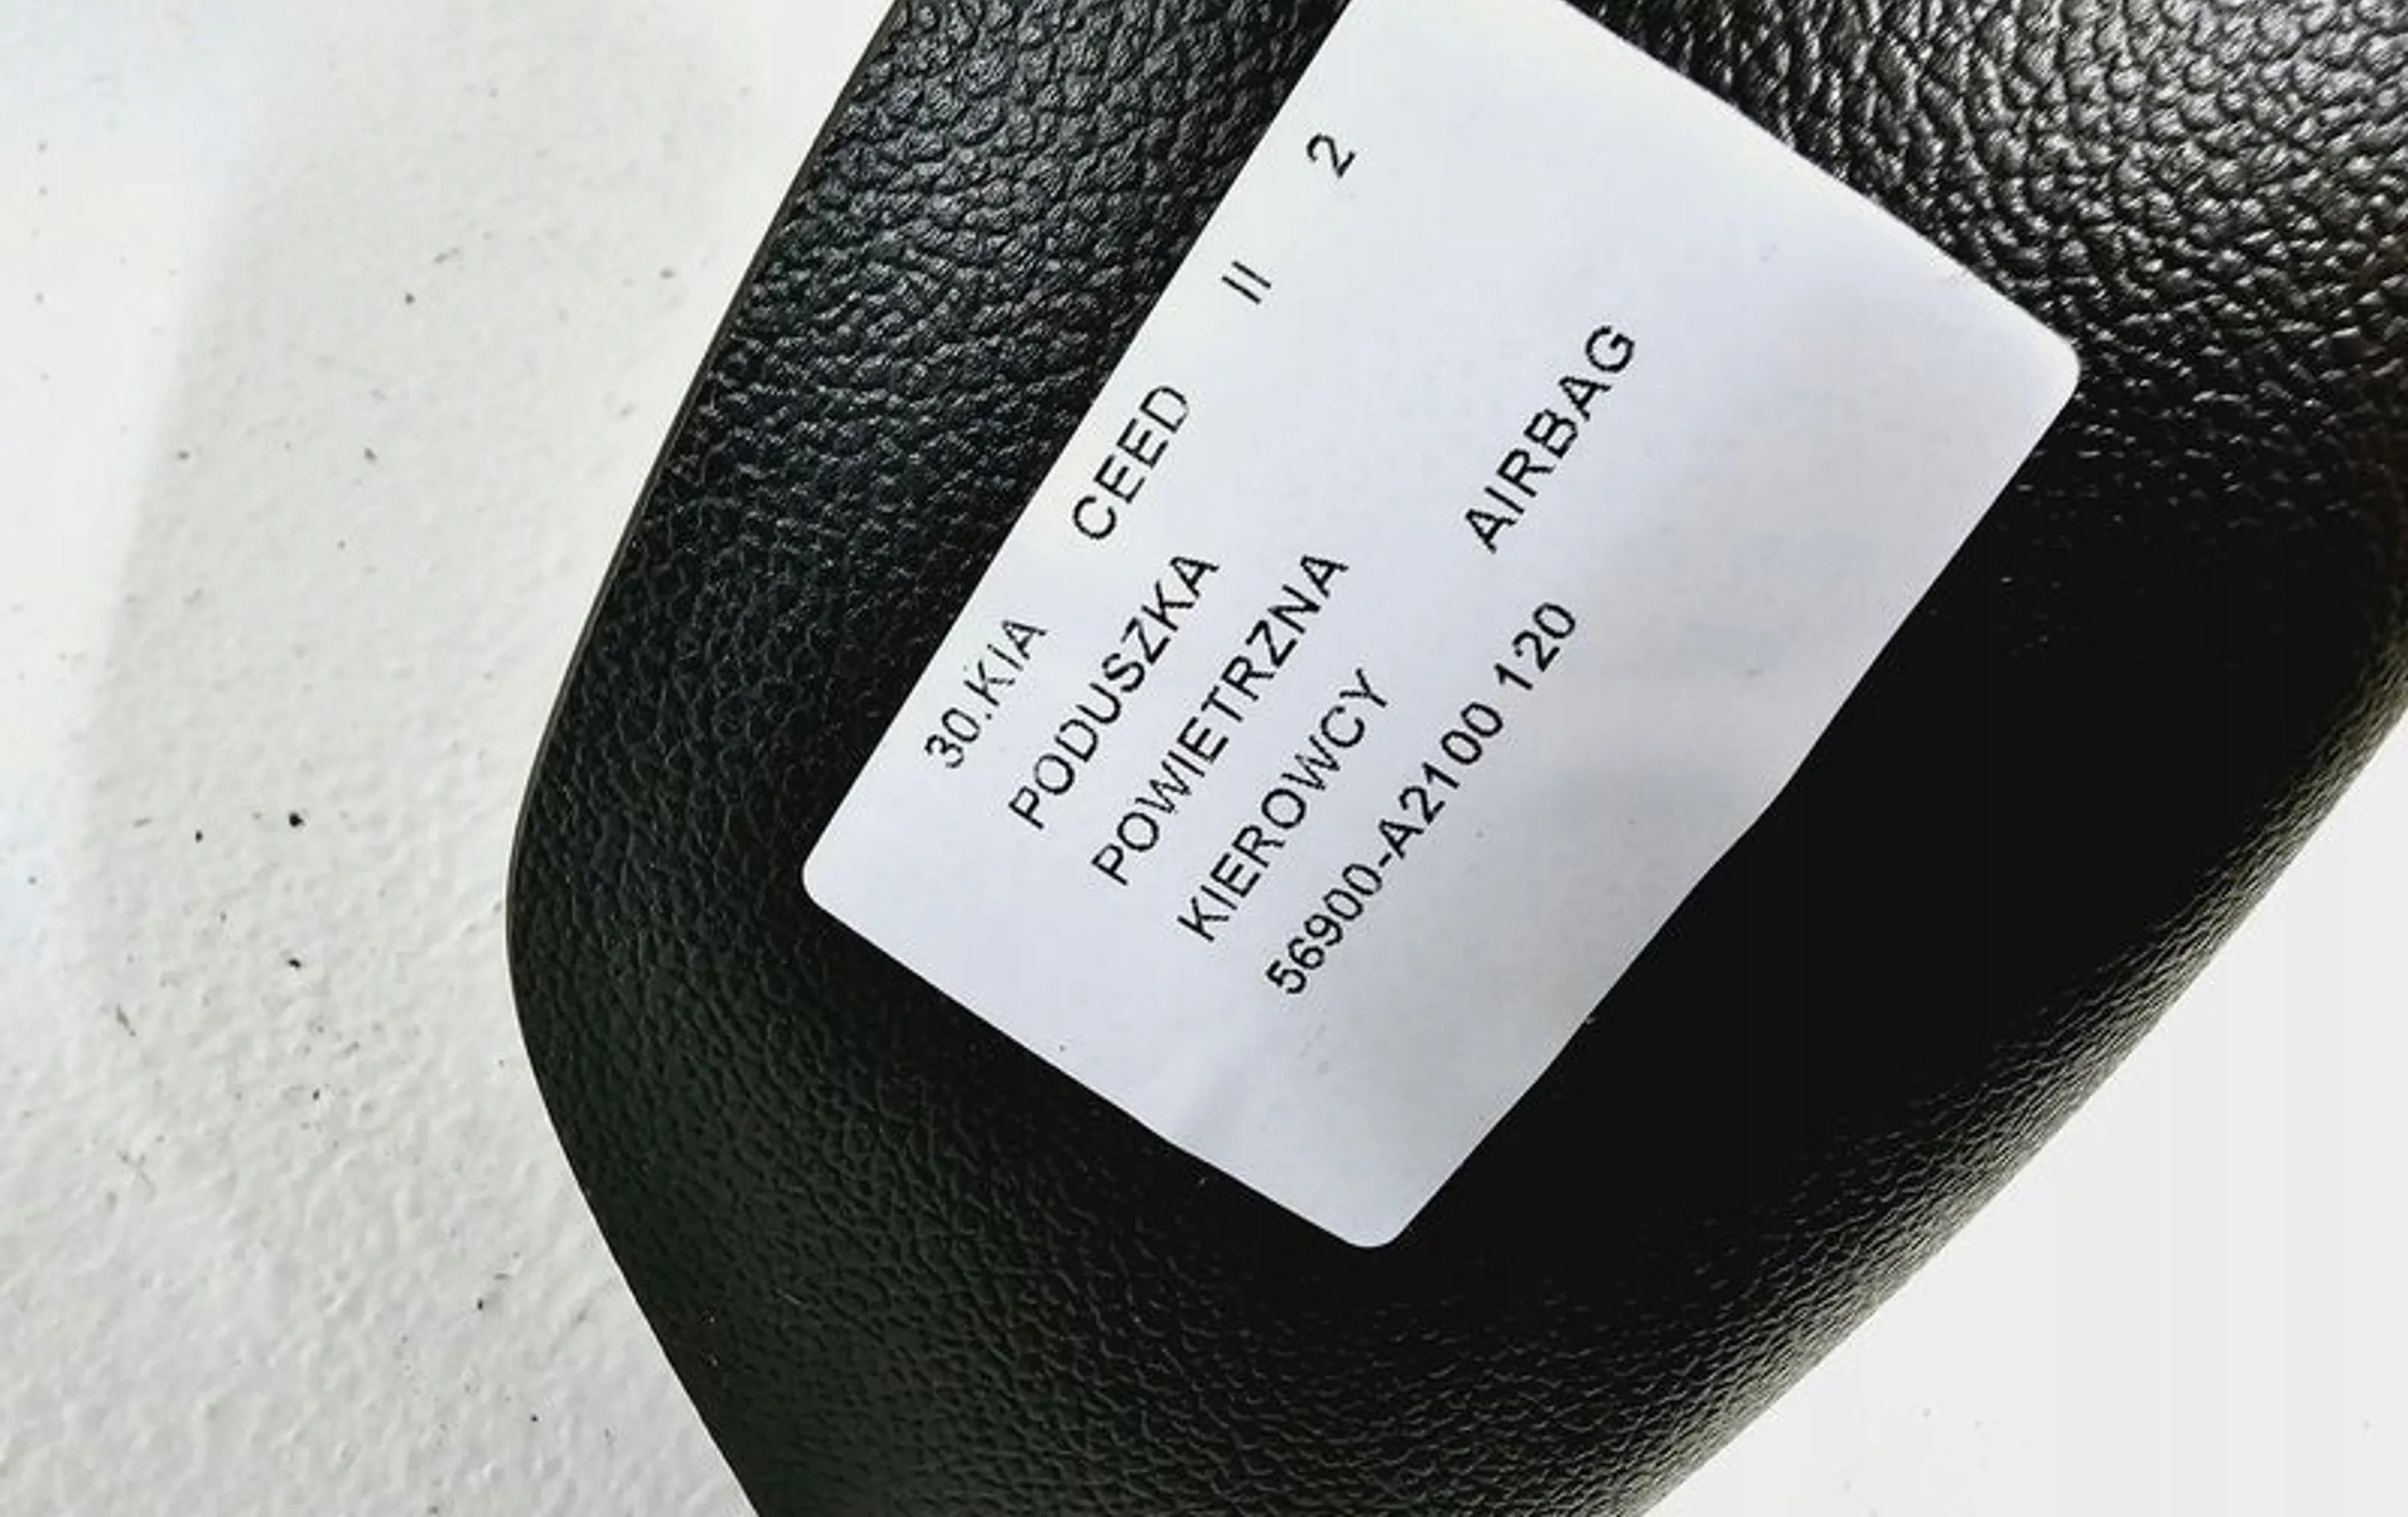 30.KIA CEED II 2
PODUSZKA
POWIETRZNA
KIEROWCY AIRBAG
56900-A2100 120